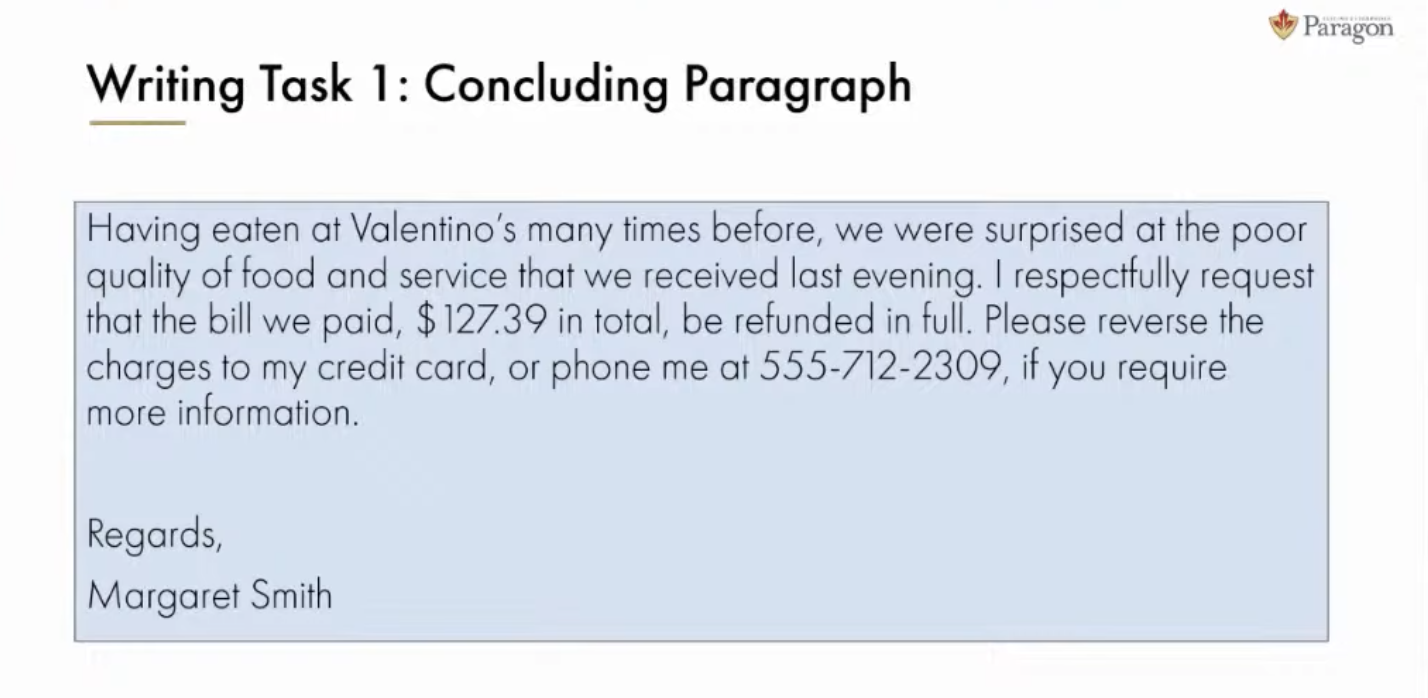 Paragon
Writing Task 1: Concluding Paragraph
Having eaten at Valentino's many times before, we were surprised at the poor
quality of food and service that we received last evening. I respectfully request
that the bill we paid, $127.39 in total, be refunded in full. Please reverse the
charges to my credit card, or phone me at 555-712-2309, if you require
more information.
Regards,
Margaret Smith